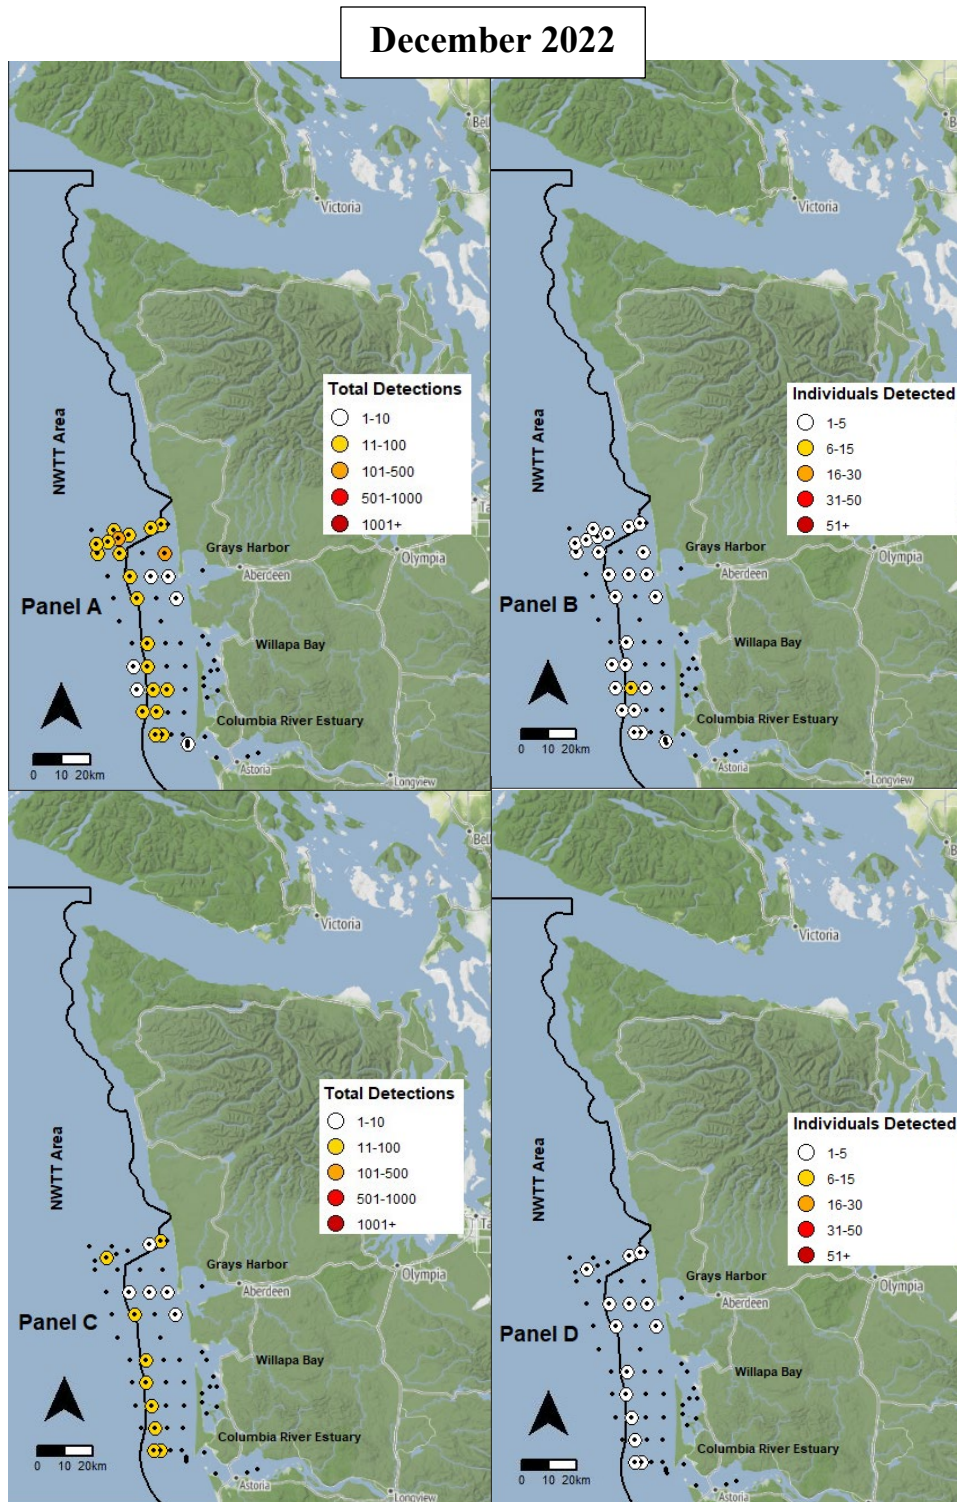 December 2022
Bel
Victoria
NWTT Area
Total Detections
1-10
11-100
101-500
501-1000
1001+
Ta
Grays Harbor
Olympia
Aberdeen
Panel A
Willapa Bay
Columbia River Estuary
0 10 20km
Astoria
Longview
Be
Victoria
NWTT Area
Individuals Detected
1-5
6-15
16-30
31-50
51+
Grays Harbor
Olympia
Aberdeen
Panel B
Willapa Bay
Columbia River Estuary
0 10 20km
Astoria
Longview
Bel
Victoria
NWTT Area
Total Detections
1-10
11-100
101-500
501-1000
1001+
Ta
Grays Harbor
Olympia
Aberdeen
Panel C
Willapa Bay
Columbia River Estuary
0 10 20km
Astoria
Longview
B
Victoria
NWTT Area
Individuals Detected
1-5
6-15
16-30
31-50
51+
Grays Harbor
Olympia
Aberdeen
Panel D
Willapa Bay
Columbia River Estuary
0 10 20km
Astoria
Longview